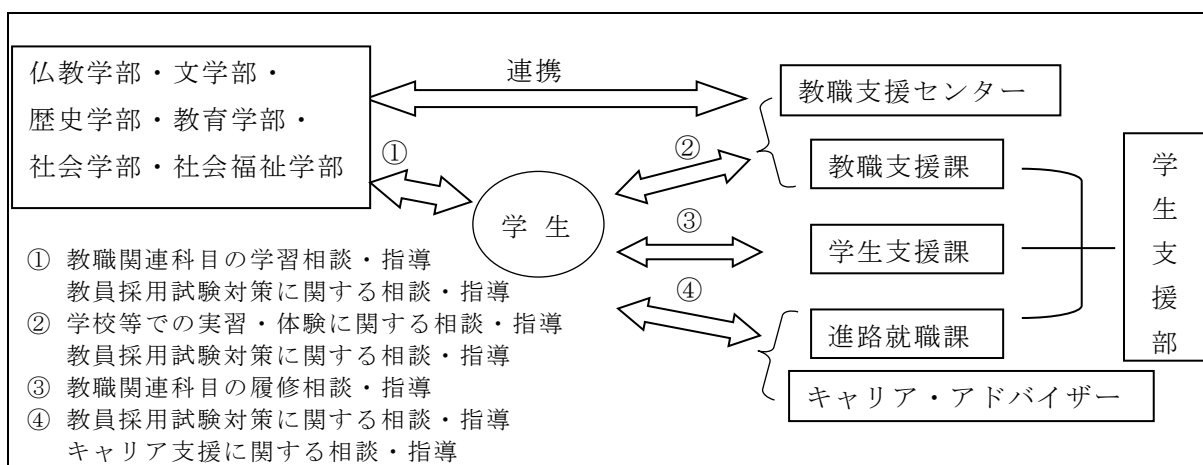 仏教学部・文学部・
歴史学部・教育学部・
社会学部・社会福祉学部
連携
教職支援センター
①
②
教職支援課
学生
③
学生支援課
④
進路就職課
キャリア・アドバイザー
学生支援部
① 教職関連科目の学習相談・指導
教員採用試験対策に関する相談・指導
② 学校等での実習・体験に関する相談・指導
教員採用試験対策に関する相談・指導
③ 教職関連科目の履修相談・指導
④ 教員採用試験対策に関する相談・指導
キャリア支援に関する相談・指導